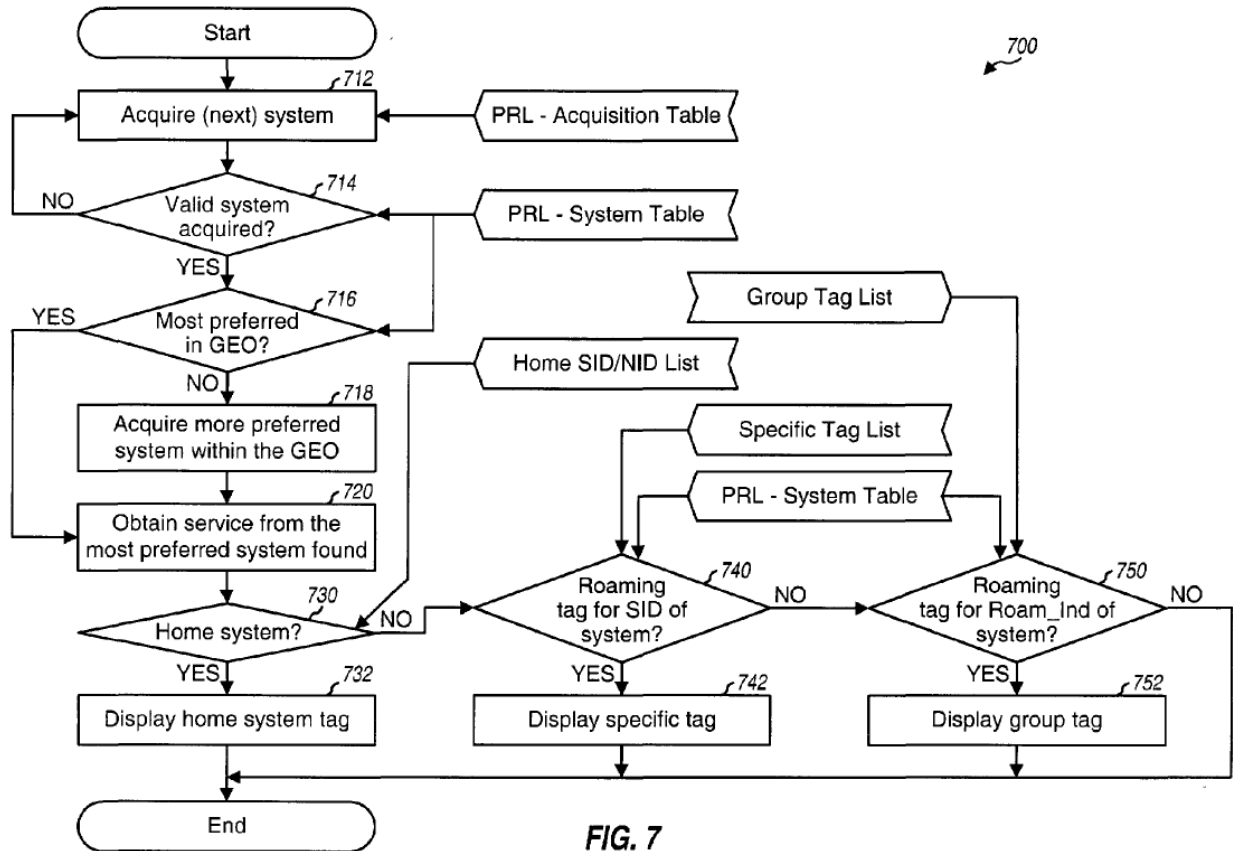 Start
700
712
Acquire (next) system
PRL - Acquisition Table
714
NO
Valid system
acquired?
PRL - System Table
YES
716
YES
Most preferred
in GEO?
Group Tag List
NO
Home SID/NID List
718
Acquire more preferred
system within the GEO
Specific Tag List
720
PRL - System Table
Obtain service from the
most preferred system found
730
Home system?
NO
740
Roaming
tag for SID of
system?
NO
750
Roaming
tag for Roam_Ind of
system?
NO
YES
732
Display home system tag
YES
742
Display specific tag
YES
752
Display group tag
End
FIG. 7